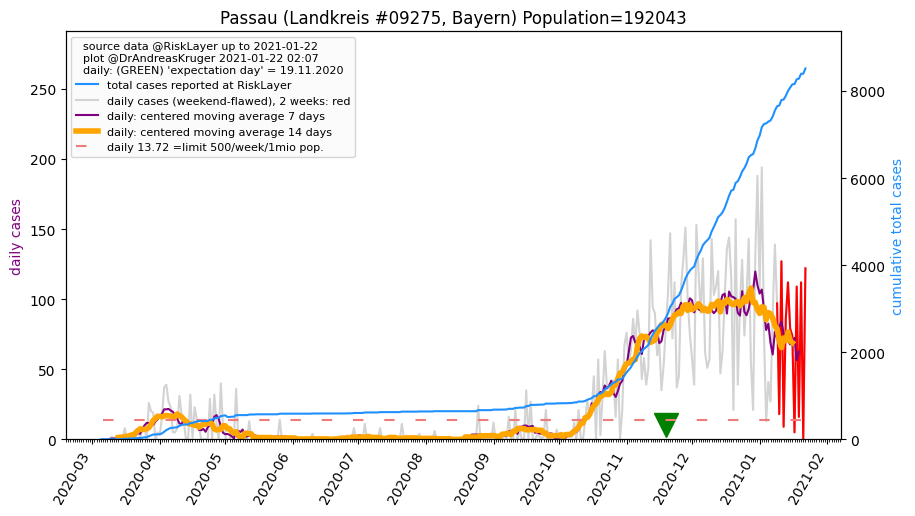 Passau (Landkreis #09275, Bayern) Population=192043
source data @RiskLayer up to 2021-01-22
plot @DrAndreasKruger 2021-01-22 02:07
daily: (GREEN) 'expectation day' = 19.11.2020
total cases reported at RiskLayer
daily cases (weekend-flawed), 2 weeks: red
daily: centered moving average 7 days
daily: centered moving average 14 days
daily 13.72 =limit 500/week/1mio pop.
daily cases
250
200
150
100
50
0
cumulative total cases
8000
6000
4000
2000
0
2020-03
2020-04
2020-05
2020-06
2020-07
2020-08
2020-09
2020-10
2020-11
2020-12
2021-01
2021-02